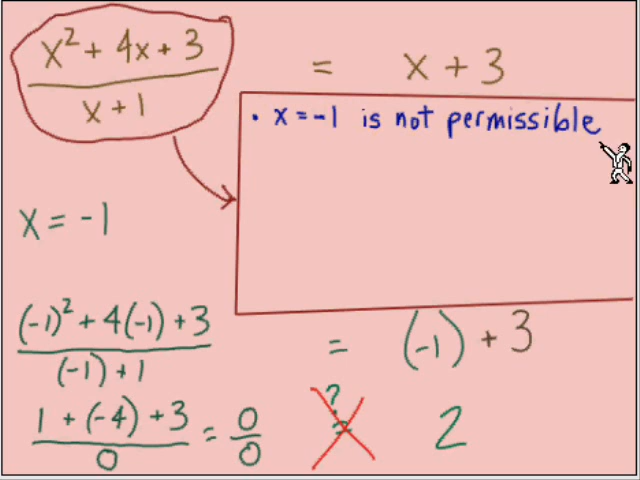 x² + 4x + 3 / x + 1 = x + 3
• x = -1 is not permissible
x = -1
(-1)² + 4(-1) + 3 / (-1) + 1 = (-1) + 3
1 + (-4) + 3 / 0 = 0 / 0 ?= 2